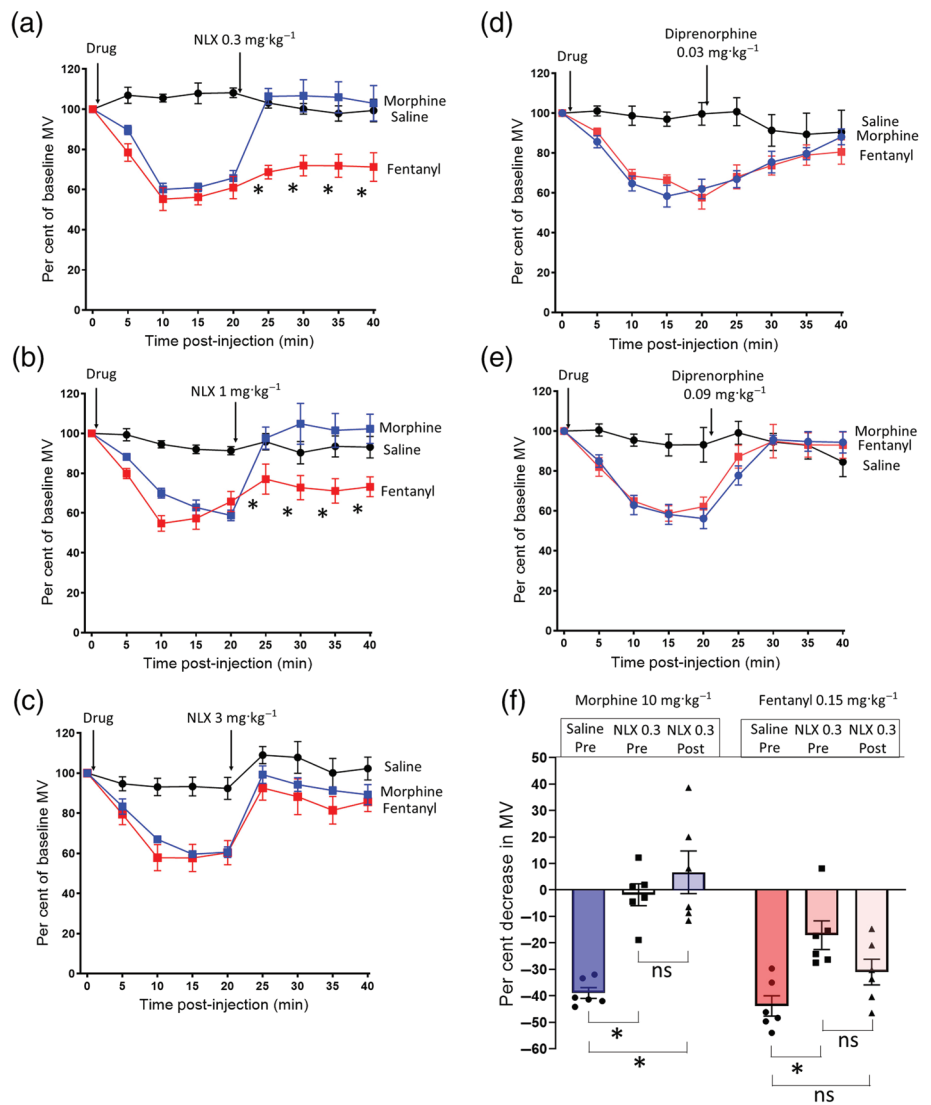 (a)
NLX 0.3 mg·kg−1
Drug
Per cent of baseline MV
120
100
80
60
40
20
0
Morphine
Saline
Fentanyl
* * * *
0 5 10 15 20 25 30 35 40
Time post-injection (min)
(b)
Drug
NLX 1 mg·kg−1
Per cent of baseline MV
120
100
80
60
40
20
0
Morphine
Saline
Fentanyl
* * * *
0 5 10 15 20 25 30 35 40
Time post-injection (min)
(c)
Drug
NLX 3 mg·kg−1
Per cent of baseline MV
120
100
80
60
40
20
0
Saline
Morphine
Fentanyl
0 5 10 15 20 25 30 35 40
Time post-injection (min)
(d)
Diprenorphine
0.03 mg·kg−1
Drug
Per cent of baseline MV
120
100
80
60
40
20
0
Saline
Morphine
Fentanyl
0 5 10 15 20 25 30 35 40
Time post-injection (min)
(e)
Drug
Diprenorphine
0.09 mg·kg−1
Per cent of baseline MV
120
100
80
60
40
20
0
Morphine
Fentanyl
Saline
0 5 10 15 20 25 30 35 40
Time post-injection (min)
(f)
Morphine 10 mg·kg−1 Fentanyl 0.15 mg·kg−1
Saline NLX 0.3 NLX 0.3 Saline NLX 0.3 NLX 0.3
Pre Pre Post Pre Pre Post
Per cent decrease in MV
50
40
30
20
10
0
−10
−20
−30
−40
−50
−60
ns
*
*
ns
*
ns